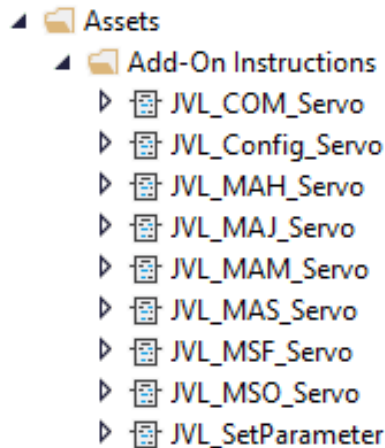 Assets
Add-On Instructions
JVL_COM_Servo
JVL_Config_Servo
JVL_MAH_Servo
JVL_MAJ_Servo
JVL_MAM_Servo
JVL_MAS_Servo
JVL_MSF_Servo
JVL_MSO_Servo
JVL_SetParameter